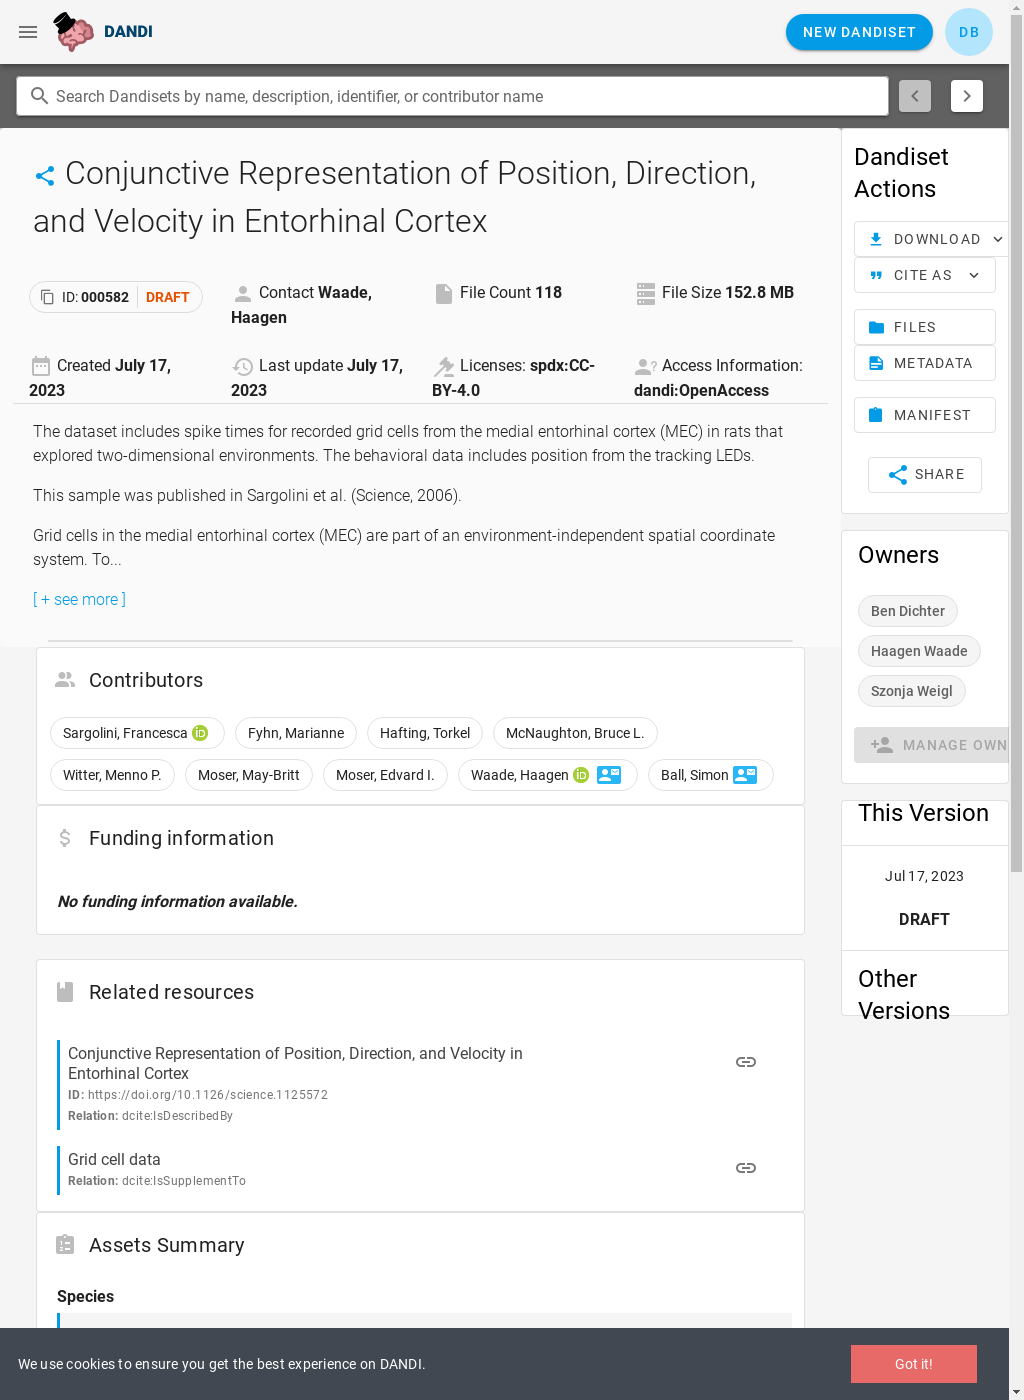 DANDI
NEW DANDISET
DB
Search Dandisets by name, description, identifier, or contributor name
Conjunctive Representation of Position, Direction,
and Velocity in Entorhinal Cortex
ID: 000582 DRAFT
Contact Waade,
Haagen
File Count 118
File Size 152.8 MB
Created July 17,
2023
Last update July 17,
2023
Licenses: spdx:CC-
BY-4.0
Access Information:
dandi:OpenAccess
The dataset includes spike times for recorded grid cells from the medial entorhinal cortex (MEC) in rats that
explored two-dimensional environments. The behavioral data includes position from the tracking LEDs.
This sample was published in Sargolini et al. (Science, 2006).
Grid cells in the medial entorhinal cortex (MEC) are part of an environment-independent spatial coordinate
system. To...
[ + see more ]
Contributors
Sargolini, Francesca iD
Fyhn, Marianne
Hafting, Torkel
McNaughton, Bruce L.
Witter, Menno P.
Moser, May-Britt
Moser, Edvard I.
Waade, Haagen iD
Ball, Simon
Funding information
No funding information available.
Related resources
Conjunctive Representation of Position, Direction, and Velocity in
Entorhinal Cortex
ID: https://doi.org/10.1126/science.1125572
Relation: dcite:IsDescribedBy
Grid cell data
Relation: dcite:IsSupplementTo
Assets Summary
Species
Dandiset
Actions
DOWNLOAD
CITE AS
FILES
METADATA
MANIFEST
SHARE
Owners
Ben Dichter
Haagen Waade
Szonja Weigl
MANAGE OWN
This Version
Jul 17, 2023
DRAFT
Other
Versions
We use cookies to ensure you get the best experience on DANDI.
Got it!